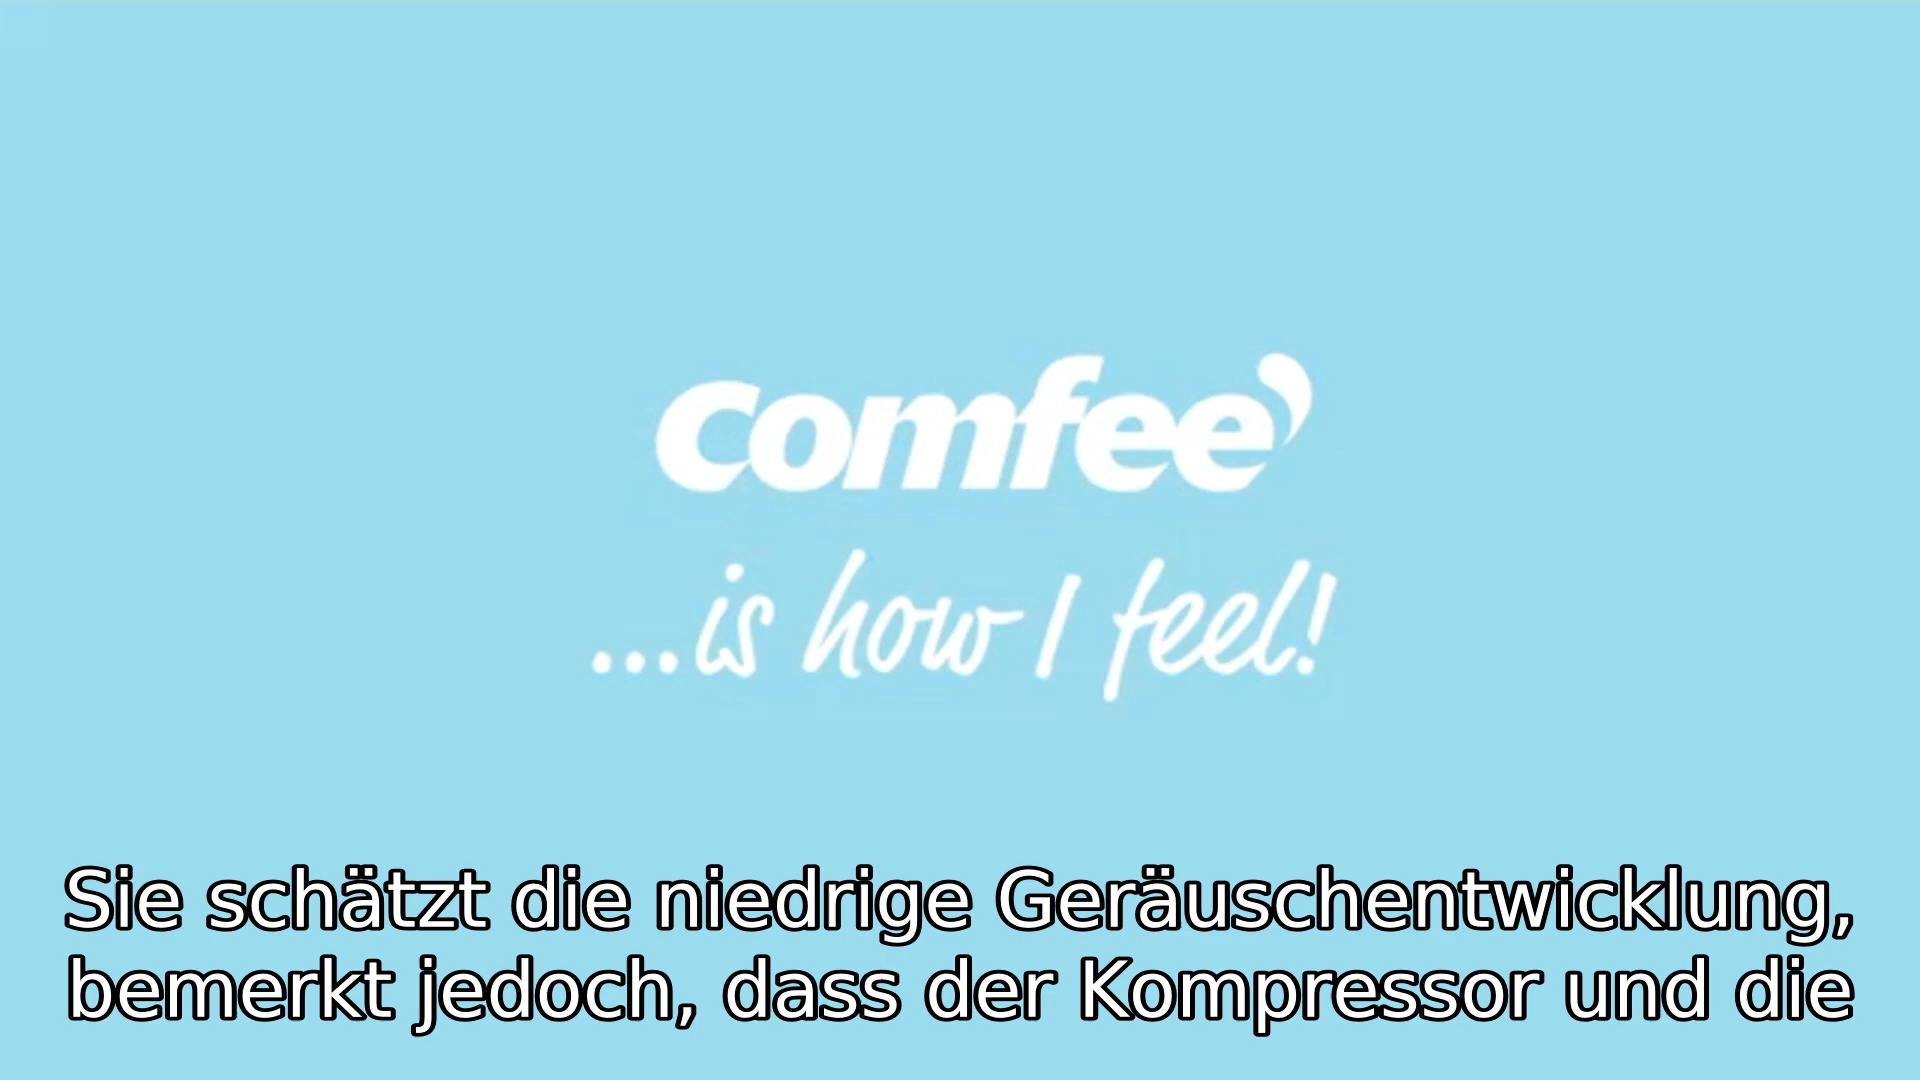 comfee'
...is how I feel!
Sie schätzt die niedrige Geräuschentwicklung,
bemerkt jedoch, dass der Kompressor und die